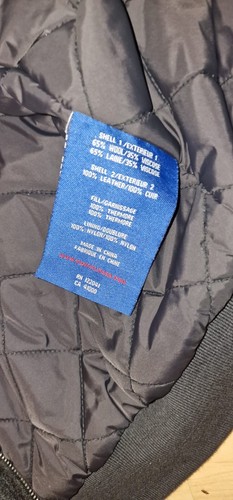 SHELL 1/EXTERIEUR 1
65% WOOL/35% VISCOSE
65% LAINE/35% VISCOSE
SHELL 2/EXTERIEUR 2
100% LEATHER/100% CUIR
FILL/GARNISSAGE
100% THERMORE
100% THERMORE
LINING/DOUBLURE
100% NYLON/100% NYLON
MADE IN CHINA
FABRIQUE EN CHINE
CA 41000